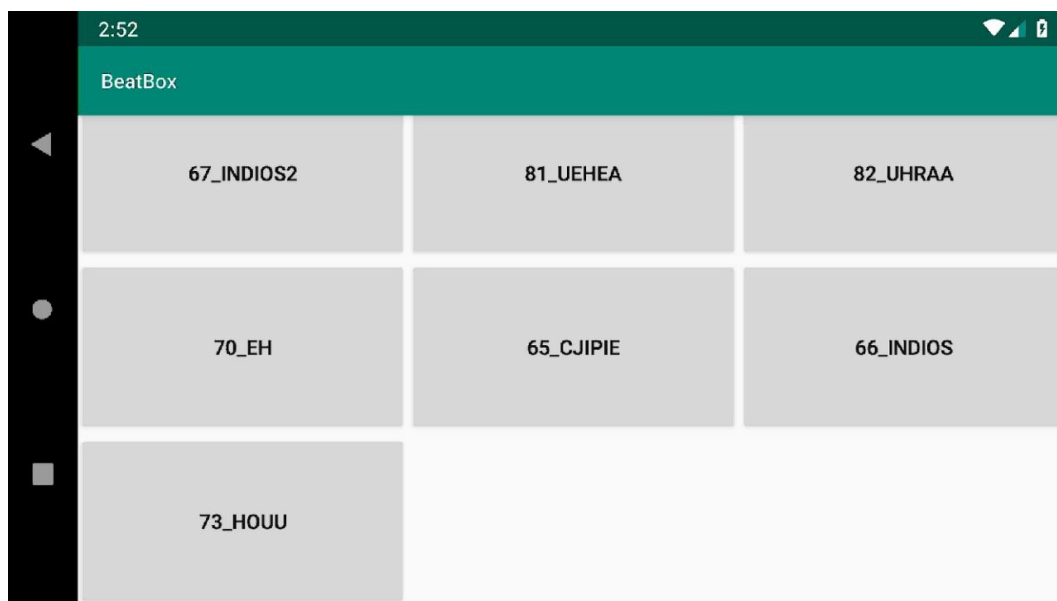 2:52
BeatBox
67_INDIOS2 81_UEHEA 82_UHRAA
70_EH 65_CJIPIE 66_INDIOS
73_HOUU